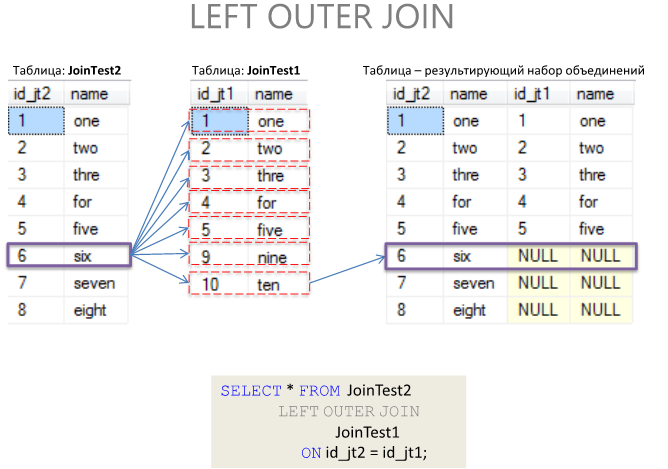 LEFT OUTER JOIN
Таблица: JoinTest2
id_jt2 name
1 one
2 two
3 thre
4 for
5 five
6 six
7 seven
8 eight
Таблица: JoinTest1
id_jt1 name
1 one
2 two
3 thre
4 for
5 five
9 nine
10 ten
Таблица – результирующий набор объединений
id_jt2 name id_jt1 name
1 one 1 one
2 two 2 two
3 thre 3 thre
4 for 4 for
5 five 5 five
6 six NULL NULL
7 seven NULL NULL
8 eight NULL NULL
SELECT * FROM JoinTest2
LEFT OUTER JOIN
JoinTest1
ON id_jt2 = id_jt1;